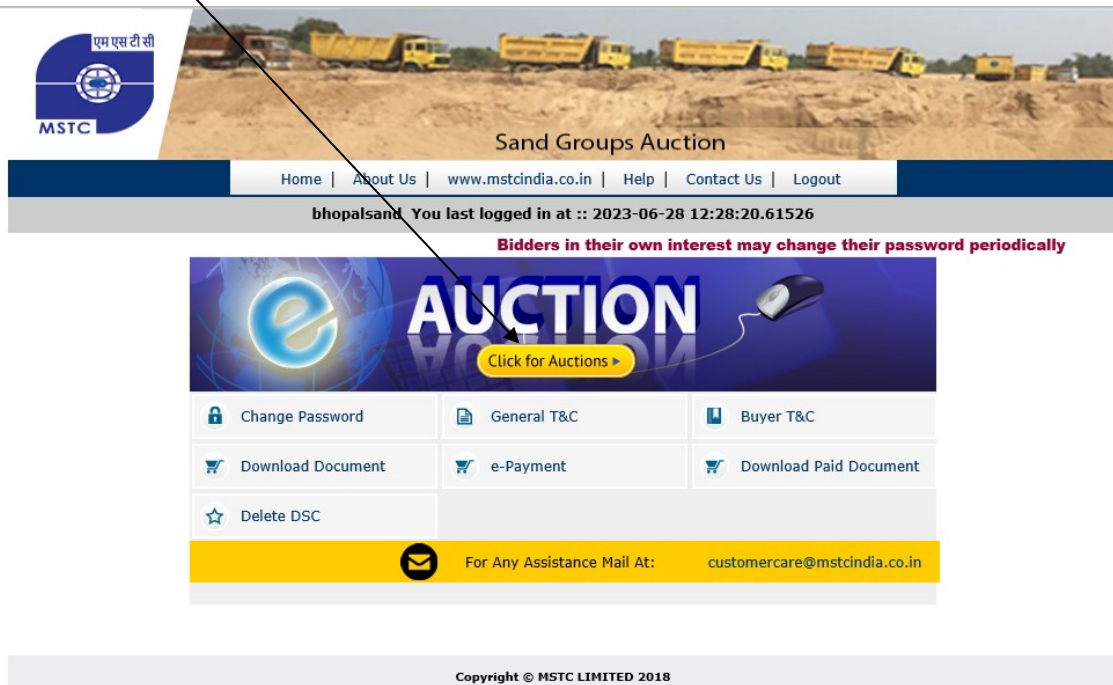 एम एस टी सी
MSTC
Sand Groups Auction
Home | About Us | www.mstcindia.co.in | Help | Contact Us | Logout
bhopalsand You last logged in at :: 2023-06-28 12:28:20.61526
Bidders in their own interest may change their password periodically
e AUCTION
Click for Auctions
Change Password General T&C Buyer T&C
Download Document e-Payment Download Paid Document
Delete DSC
For Any Assistance Mail At: customercare@mstcindia.co.in
Copyright © MSTC LIMITED 2018